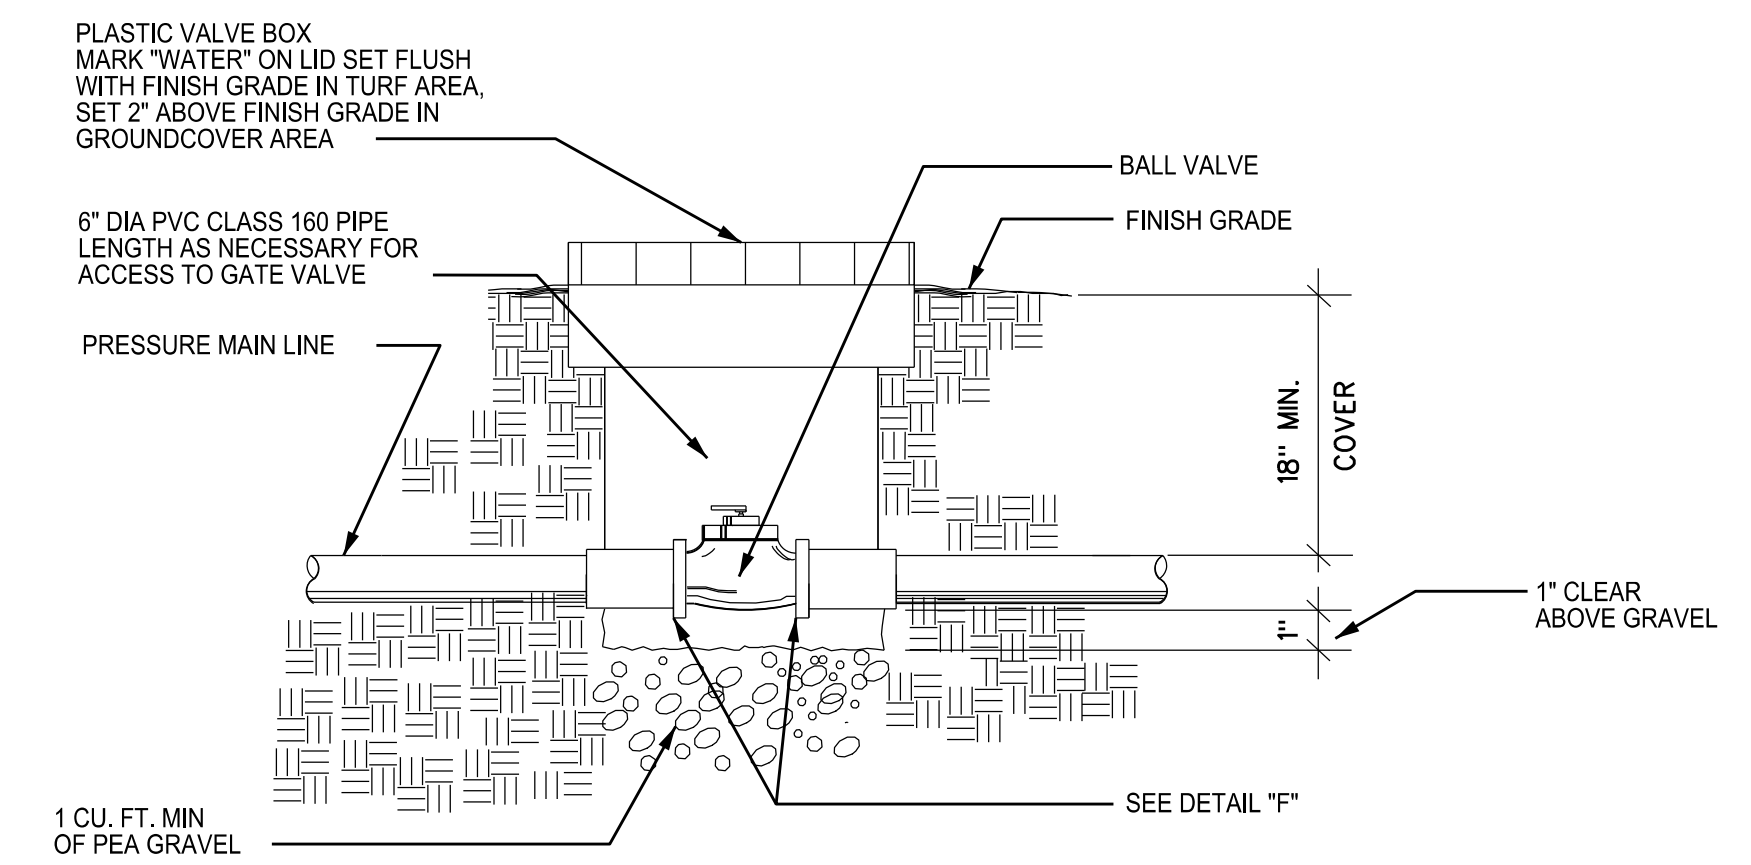 PLASTIC VALVE BOX
MARK "WATER" ON LID SET FLUSH
WITH FINISH GRADE IN TURF AREA,
SET 2" ABOVE FINISH GRADE IN
GROUNDCOVER AREA
BALL VALVE
6" DIA PVC CLASS 160 PIPE
LENGTH AS NECESSARY FOR
ACCESS TO GATE VALVE
FINISH GRADE
PRESSURE MAIN LINE
18" MIN.
COVER
1" CLEAR
ABOVE GRAVEL
1"
SEE DETAIL "F"
1 CU. FT. MIN
OF PEA GRAVEL